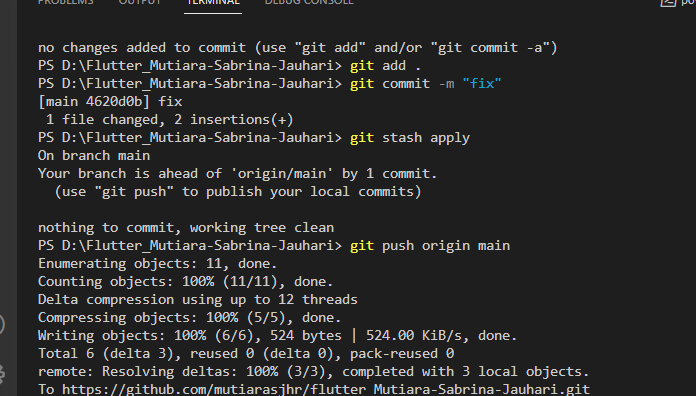 PROBLEMS OUTPUT TERMINAL DEBUG CONSOLE
no changes added to commit (use "git add" and/or "git commit -a")
PS D:\Flutter_Mutiara-Sabrina-Jauhari> git add .
PS D:\Flutter_Mutiara-Sabrina-Jauhari> git commit -m "fix"
[main 4620d0b] fix
 1 file changed, 2 insertions(+)
PS D:\Flutter_Mutiara-Sabrina-Jauhari> git stash apply
On branch main
Your branch is ahead of 'origin/main' by 1 commit.
  (use "git push" to publish your local commits)
nothing to commit, working tree clean
PS D:\Flutter_Mutiara-Sabrina-Jauhari> git push origin main
Enumerating objects: 11, done.
Counting objects: 100% (11/11), done.
Delta compression using up to 12 threads
Compressing objects: 100% (5/5), done.
Writing objects: 100% (6/6), 524 bytes | 524.00 KiB/s, done.
Total 6 (delta 3), reused 0 (delta 0), pack-reused 0
remote: Resolving deltas: 100% (3/3), completed with 3 local objects.
To https://github.com/mutiarasjhr/flutter_Mutiara-Sabrina-Jauhari.git